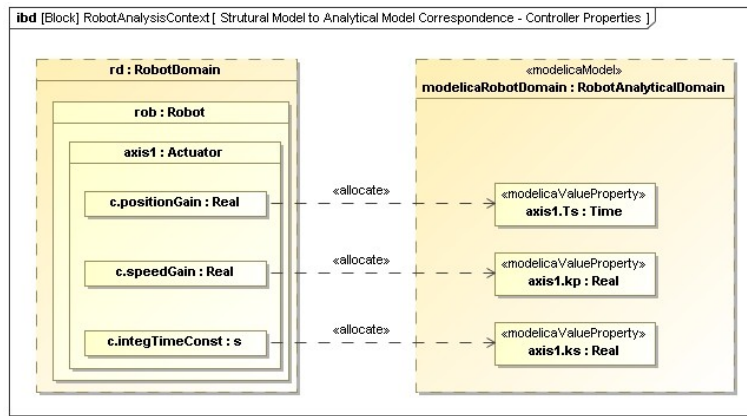 ibd [Block] RobotAnalysisContext [ Strutural Model to Analytical Model Correspondence - Controller Properties ]
rd : RobotDomain
rob : Robot
axis1 : Actuator
c.positionGain : Real
c.speedGain : Real
c.integTimeConst : s
«allocate»
«allocate»
«allocate»
«modelicaModel»
modelicaRobotDomain : RobotAnalyticalDomain
«modelicaValueProperty»
axis1.Ts : Time
«modelicaValueProperty»
axis1.kp : Real
«modelicaValueProperty»
axis1.ks : Real